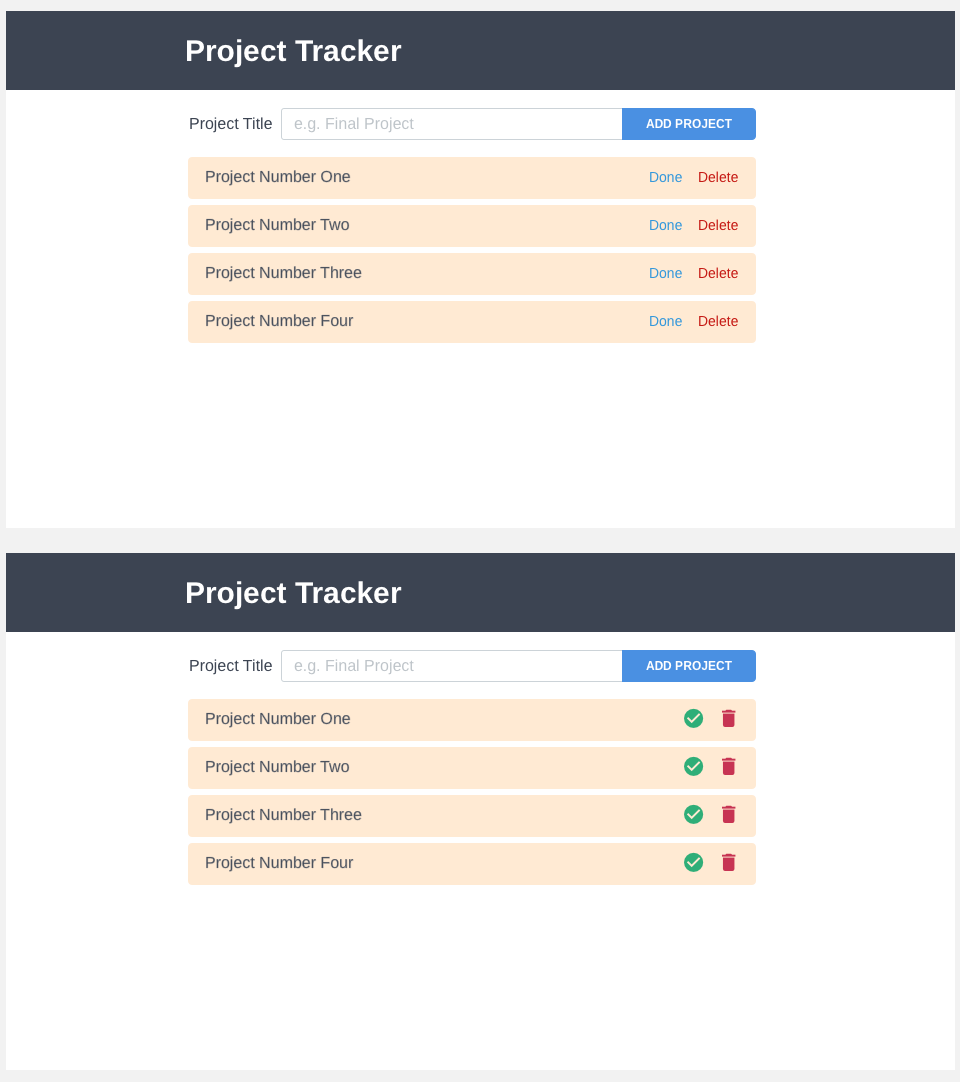 Project Tracker
Project Title e.g. Final Project ADD PROJECT
Project Number One Done Delete
Project Number Two Done Delete
Project Number Three Done Delete
Project Number Four Done Delete
Project Tracker
Project Title e.g. Final Project ADD PROJECT
Project Number One
Project Number Two
Project Number Three
Project Number Four